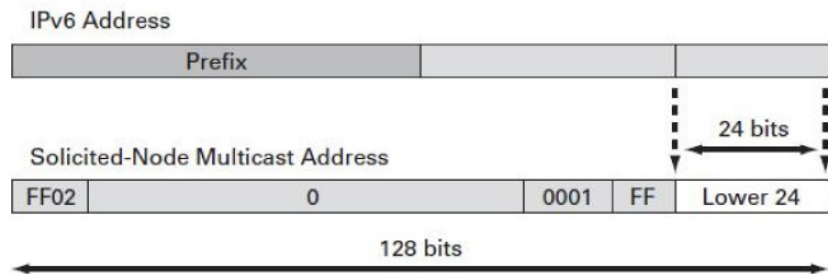 IPv6 Address
Prefix
24 bits
Solicited-Node Multicast Address
FF02 0 0001 FF Lower 24
128 bits